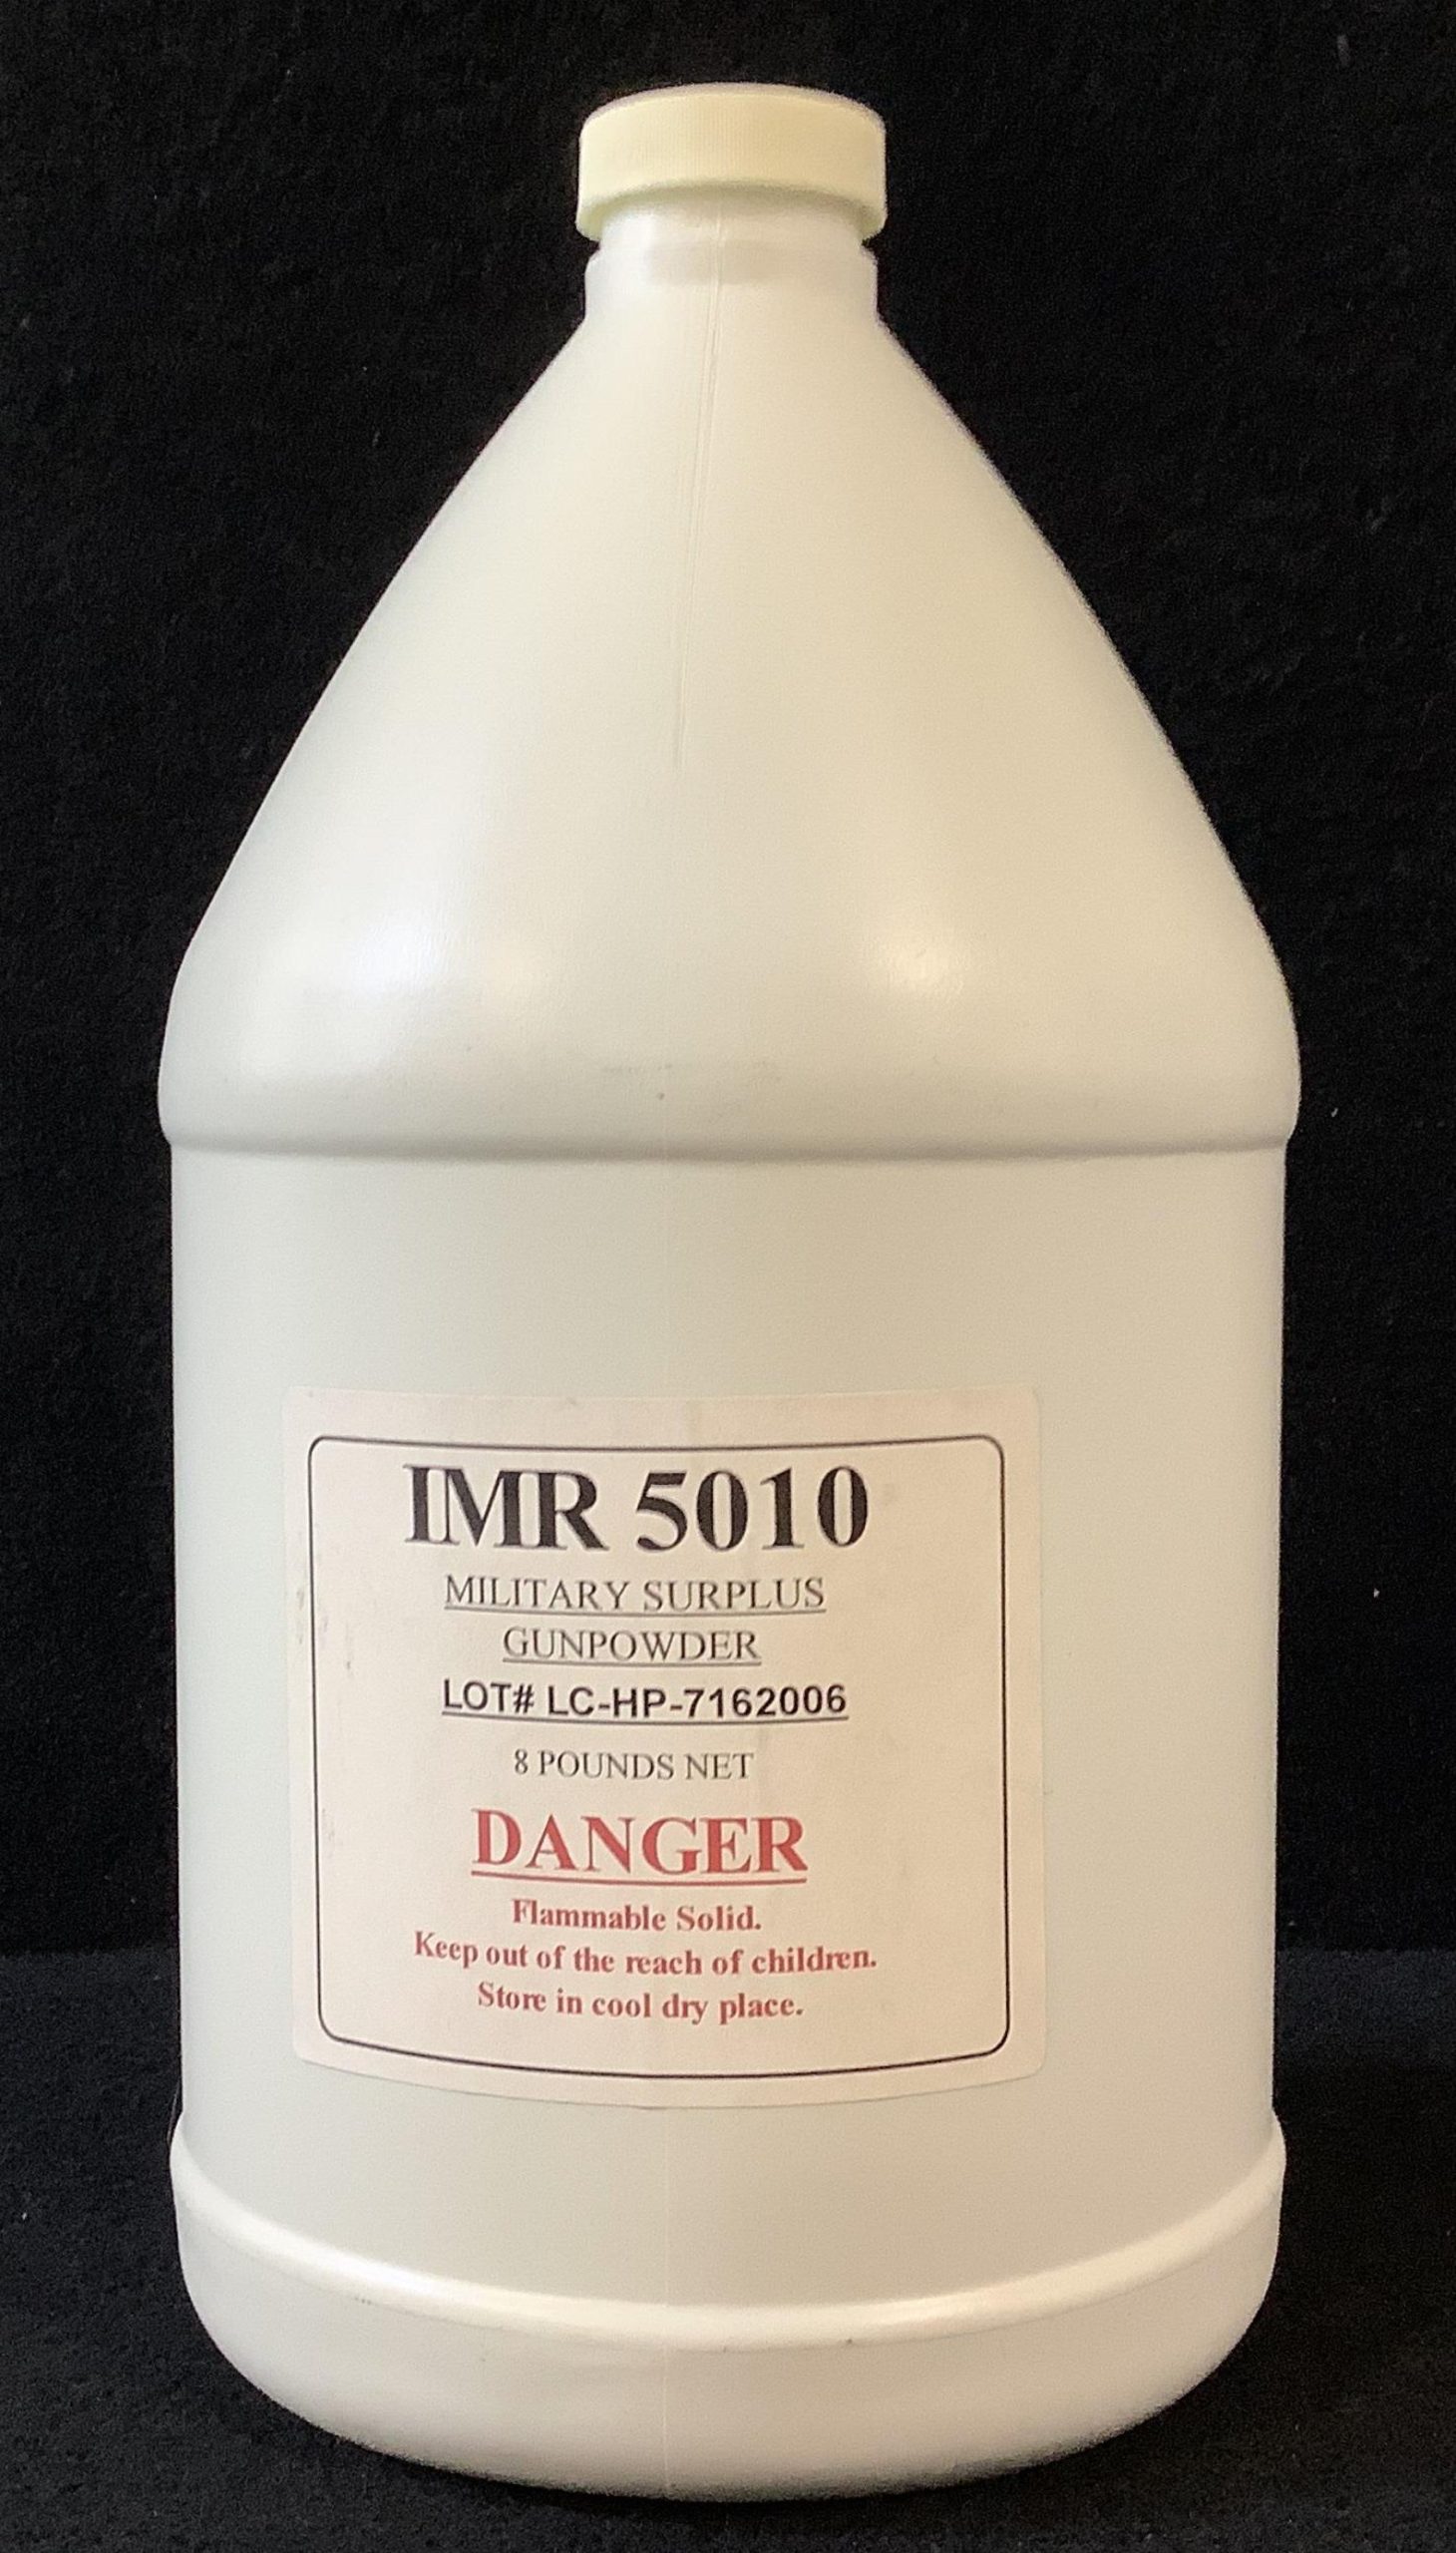 IMR 5010
MILITARY SURPLUS
GUNPOWDER
LOT# LC-HP-7162006
8 POUNDS NET
DANGER
Flammable Solid.
Keep out of the reach of children.
Store in cool dry place.